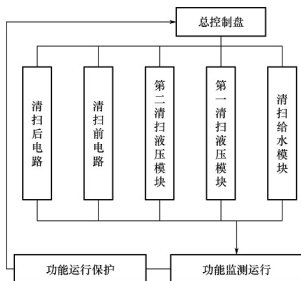 总控制盘
清扫后电路
清扫前电路
第二清扫液压模块
第一清扫液压模块
清扫给水模块
功能运行保护
功能监测运行